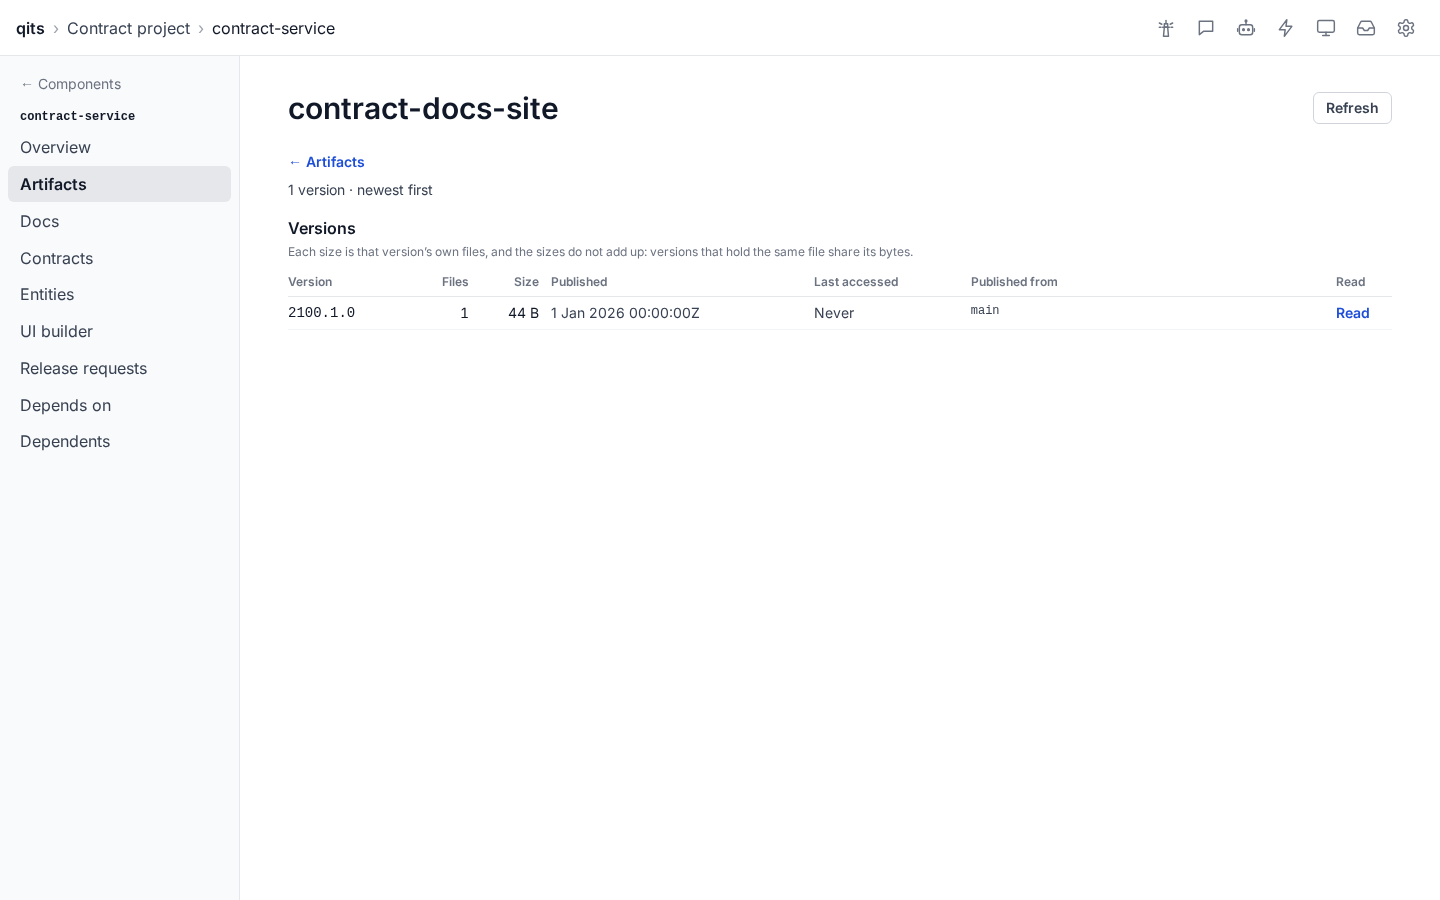 qits › Contract project › contract-service
← Components
contract-service
Overview
Artifacts
Docs
Contracts
Entities
UI builder
Release requests
Depends on
Dependents
contract-docs-site
Refresh
← Artifacts
1 version · newest first
Versions
Each size is that version’s own files, and the sizes do not add up: versions that hold the same file share its bytes.
Version Files Size Published Last accessed Published from Read
2100.1.0 1 44 B 1 Jan 2026 00:00:00Z Never main Read